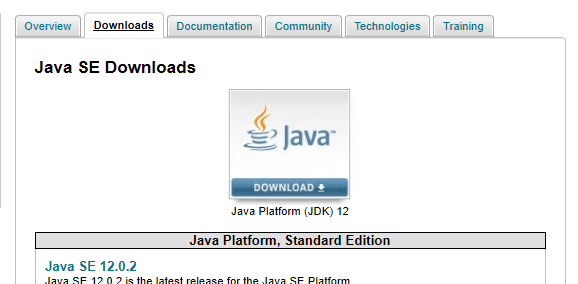 Overview Downloads Documentation Community Technologies Training
Java SE Downloads
Java™
DOWNLOAD
Java Platform (JDK) 12
Java Platform, Standard Edition
Java SE 12.0.2
Java SE 12.0.2 is the latest release for the Java SE Platform